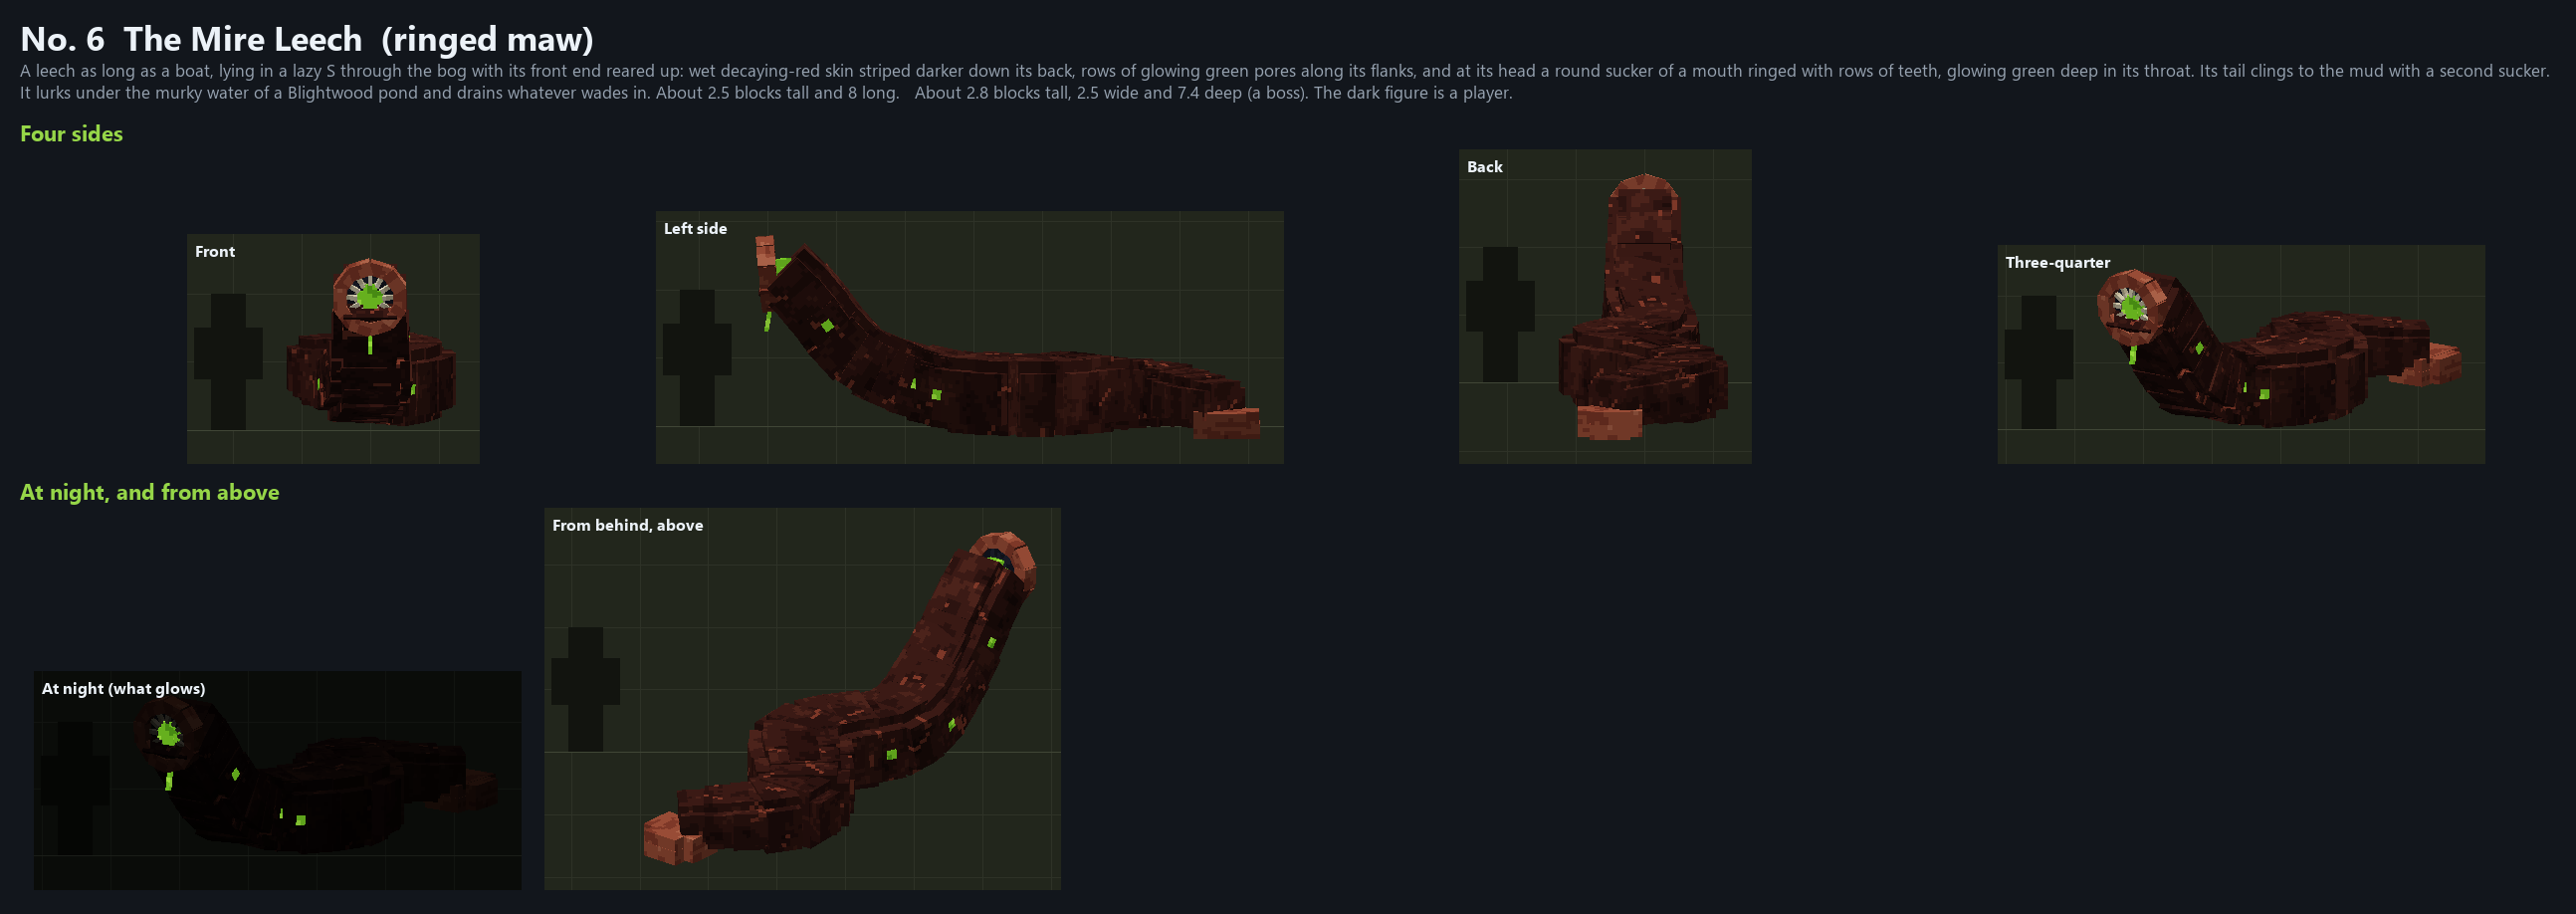 No. 6  The Mire Leech  (ringed maw)
A leech as long as a boat, lying in a lazy S through the bog with its front end reared up: wet decaying-red skin striped darker down its back, rows of glowing green pores along its flanks, and at its head a round sucker of a mouth ringed with rows of teeth, glowing green deep in its throat. Its tail clings to the mud with a second sucker.
It lurks under the murky water of a Blightwood pond and drains whatever wades in. About 2.5 blocks tall and 8 long.   About 2.8 blocks tall, 2.5 wide and 7.4 deep (a boss). The dark figure is a player.
Four sides
Front
Left side
Back
Three-quarter
At night, and from above
At night (what glows)
From behind, above